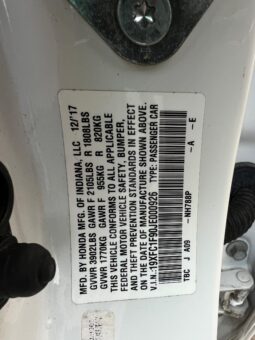 MFD. BY HONDA MFG. OF INDIANA, LLC 12/17
GVWR 3902LBS GAWR F 2105LBS R 1808LBS
GVWR 1770KG GAWR F 955KG R 820KG
THIS VEHICLE CONFORMS TO ALL APPLICABLE
FEDERAL MOTOR VEHICLE SAFETY, BUMPER,
AND THEFT PREVENTION STANDARDS IN EFFECT
ON THE DATE OF MANUFACTURE SHOWN ABOVE.
V.I.N.:19XFC1F90JE000926 TYPE: PASSENGER CAR
-NH788P -A -E
TBC J A09